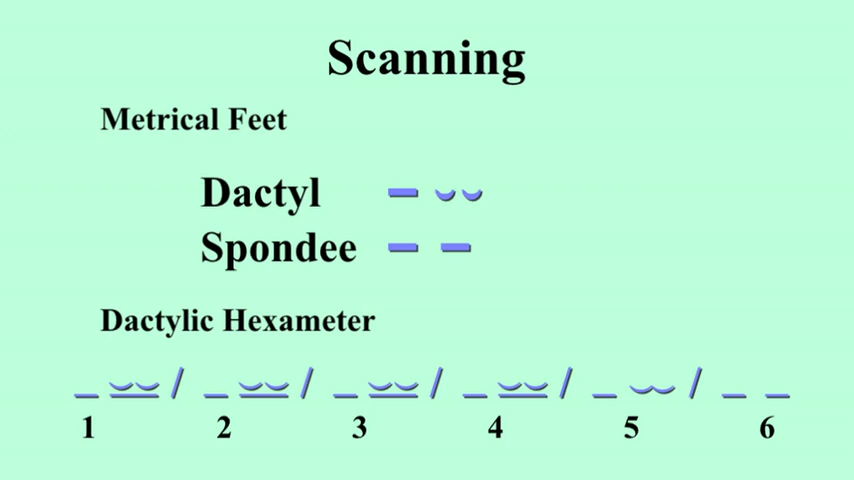 Scanning
Metrical Feet
Dactyl – ⏑ ⏑
Spondee – –
Dactylic Hexameter
_ ⏕ / _ ⏕ / _ ⏕ / _ ⏕ / _ ⏑⏑ / _ _
1 2 3 4 5 6